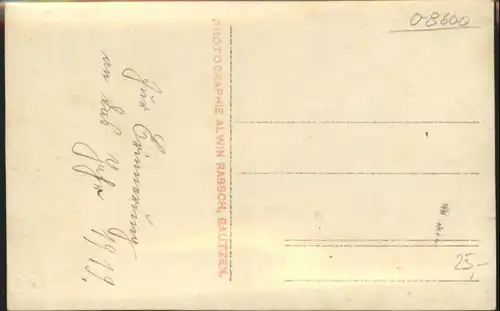 Zur Erinnerung
an das
Jahr 1919.
PHOTOGRAPHIE ALWIN RABSCH, BAUTZEN.
0-8600
25,-